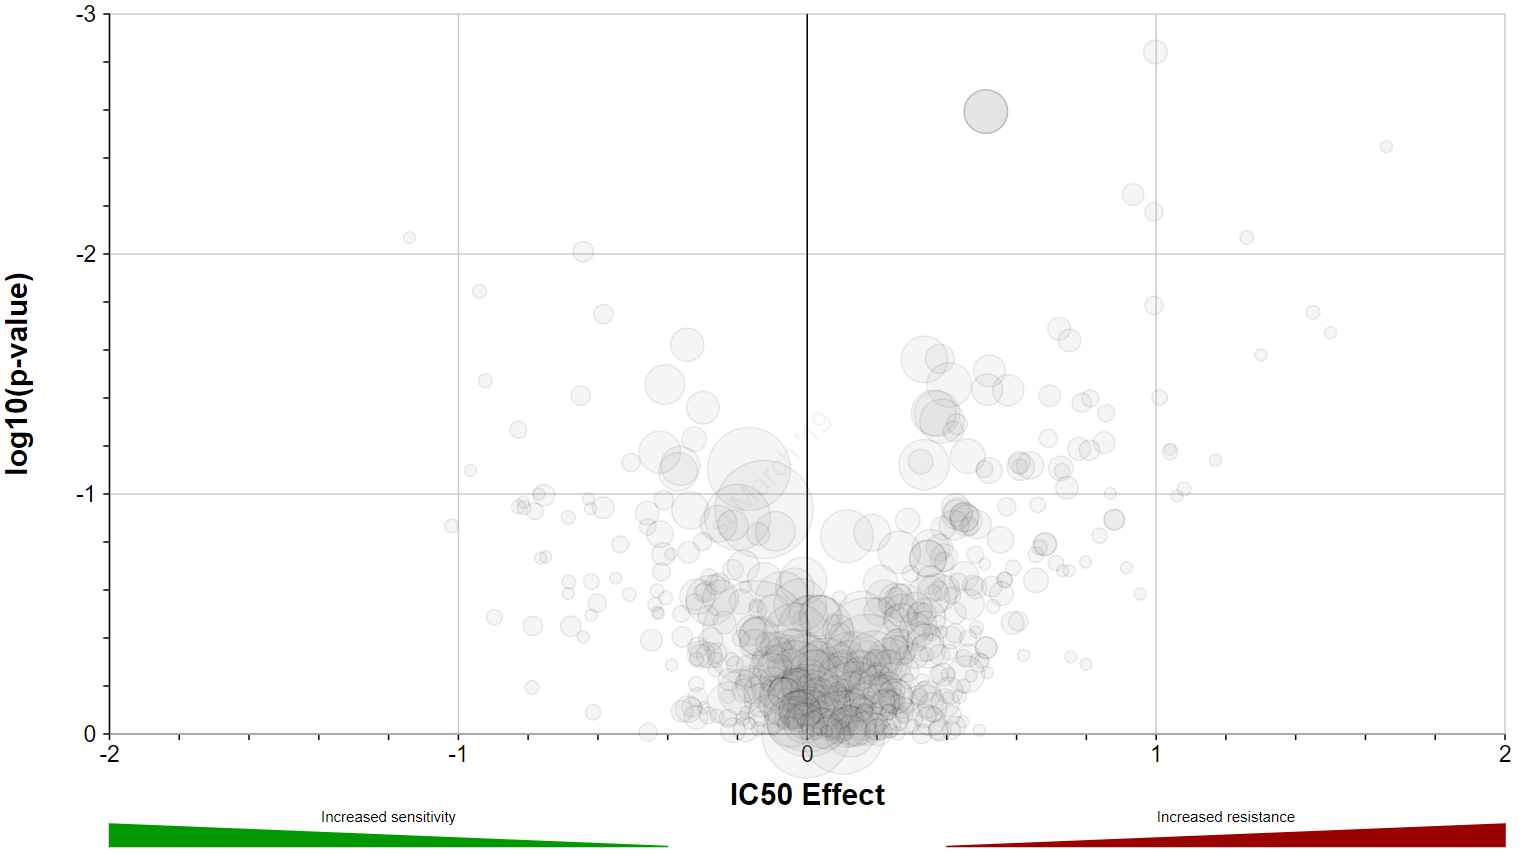 -3
-2
-1
0
log10(p-value)
-2
-1
0
1
2
IC50 Effect
Increased sensitivity
Increased resistance